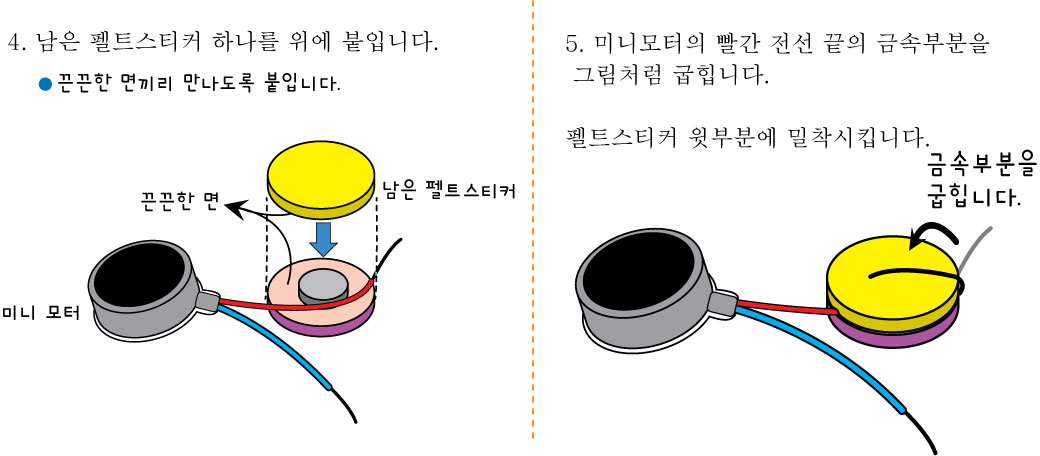 4. 남은 펠트스티커 하나를 위에 붙입니다.
● 끈끈한 면끼리 만나도록 붙입니다.
끈끈한 면
남은 펠트스티커
미니 모터
5. 미니모터의 빨간 전선 끝의 금속부분을
그림처럼 굽힙니다.
펠트스티커 윗부분에 밀착시킵니다.
금속부분을
굽힙니다.